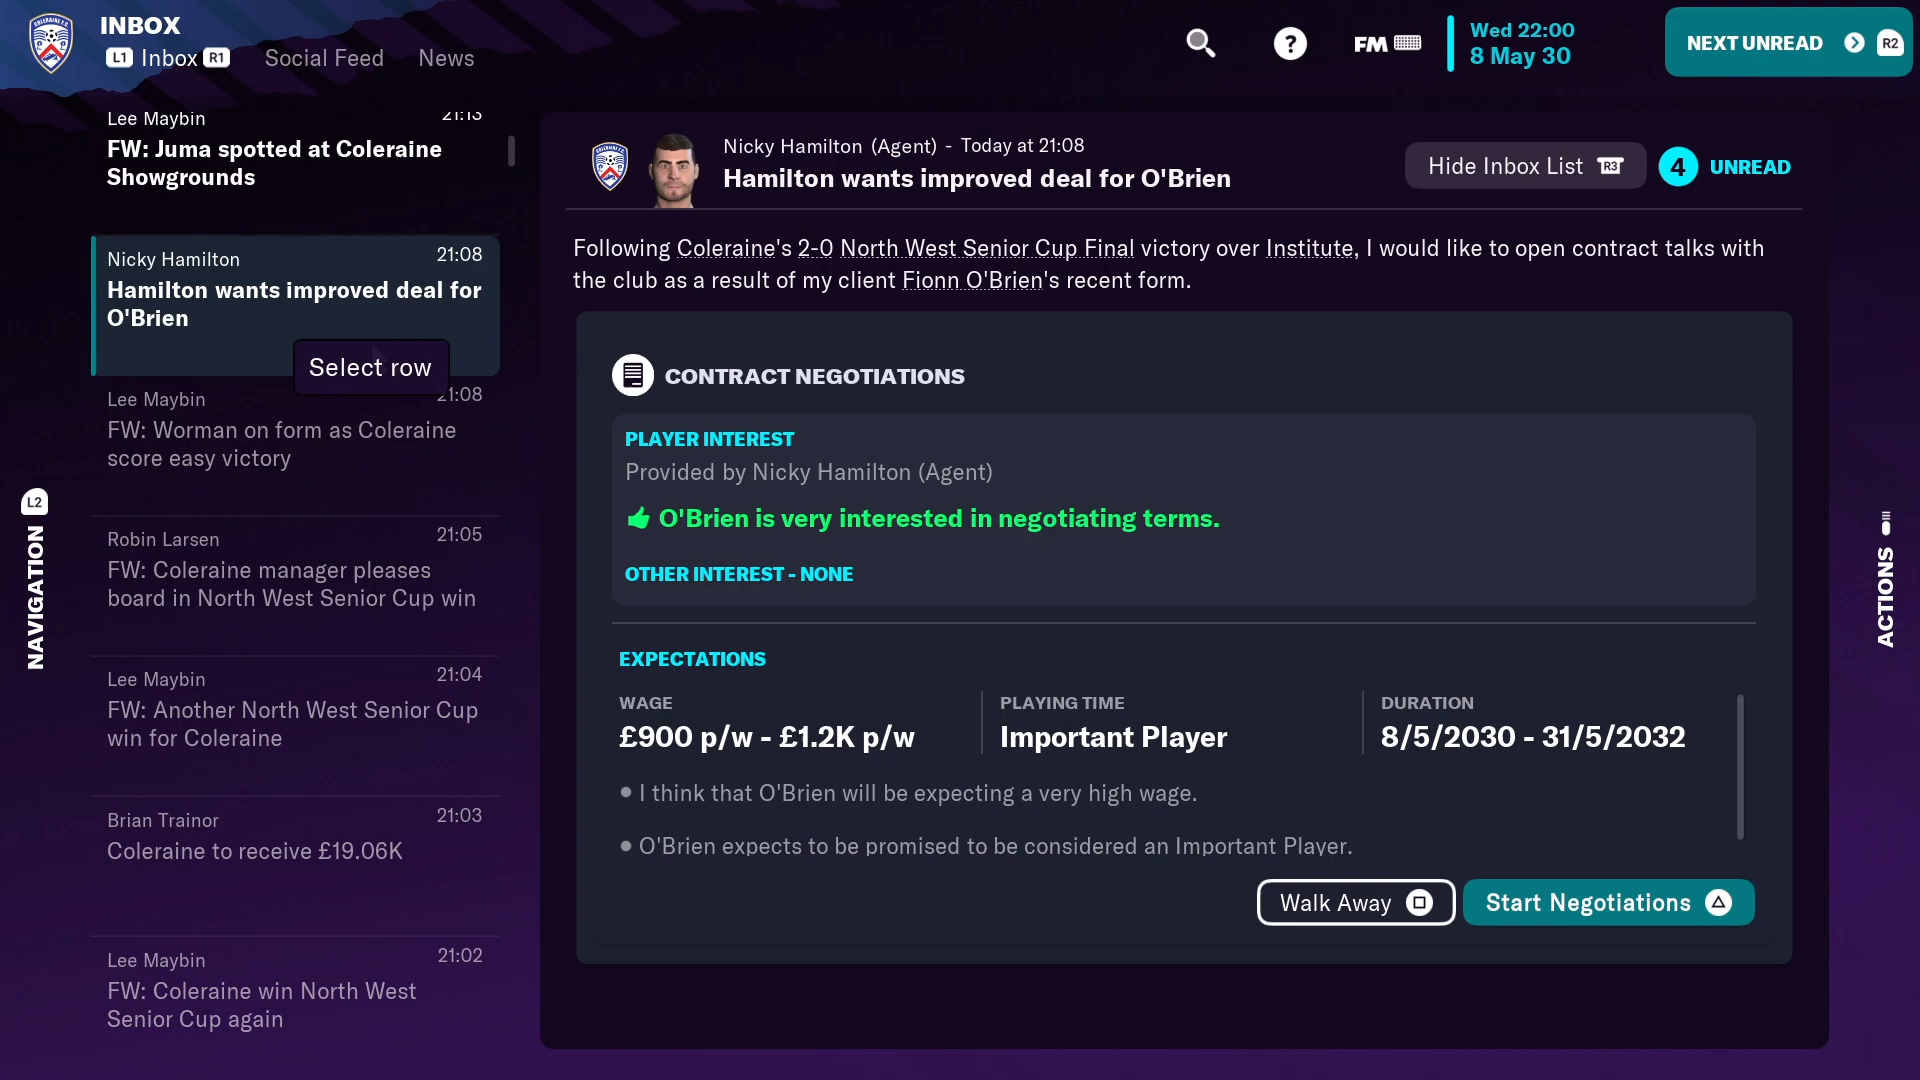 INBOX
L1 Inbox R1 Social Feed News
? FM Wed 22:00
8 May 30
NEXT UNREAD R2
Lee Maybin 21:13
FW: Juma spotted at Coleraine
Showgrounds
Nicky Hamilton 21:08
Hamilton wants improved deal for
O'Brien
Select row
Lee Maybin 21:08
FW: Worman on form as Coleraine
score easy victory
Robin Larsen 21:05
FW: Coleraine manager pleases
board in North West Senior Cup win
Lee Maybin 21:04
FW: Another North West Senior Cup
win for Coleraine
Brian Trainor 21:03
Coleraine to receive £19.06K
Lee Maybin 21:02
FW: Coleraine win North West
Senior Cup again
L2
NAVIGATION
Nicky Hamilton (Agent) - Today at 21:08
Hamilton wants improved deal for O'Brien
Hide Inbox List R3
4 UNREAD
Following Coleraine's 2-0 North West Senior Cup Final victory over Institute, I would like to open contract talks with
the club as a result of my client Fionn O'Brien's recent form.
CONTRACT NEGOTIATIONS
PLAYER INTEREST
Provided by Nicky Hamilton (Agent)
O'Brien is very interested in negotiating terms.
OTHER INTEREST - NONE
EXPECTATIONS
WAGE PLAYING TIME DURATION
£900 p/w - £1.2K p/w Important Player 8/5/2030 - 31/5/2032
I think that O'Brien will be expecting a very high wage.
O'Brien expects to be promised to be considered an Important Player.
Walk Away Start Negotiations
ACTIONS